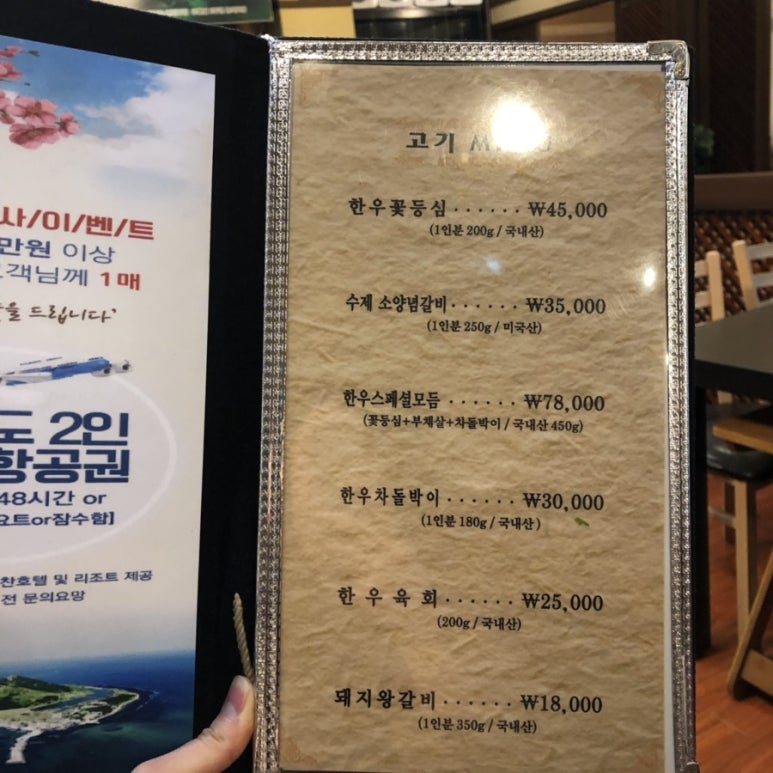 사/이/벤/트
만원 이상
객님께 1매
을 드립니다'
도 2인
항공권
48시간 or
요트or잠수함]
찬호텔 및 리조트 제공
전 문의요망
고기
한우꽃등심 · · · · · · ₩45,000
(1인분 200g / 국내산)
수제 소양념갈비 · · · · · · ₩35,000
(1인분 250g / 미국산)
한우스페셜모듬 · · · · · · ₩78,000
(꽃등심+부채살+차돌박이 / 국내산 450g)
한우차돌박이 · · · · · · ₩30,000
(1인분 180g / 국내산)
한 우 육 회 · · · · · · ₩25,000
(200g / 국내산)
돼지왕갈비 · · · · · · ₩18,000
(1인분 350g / 국내산)